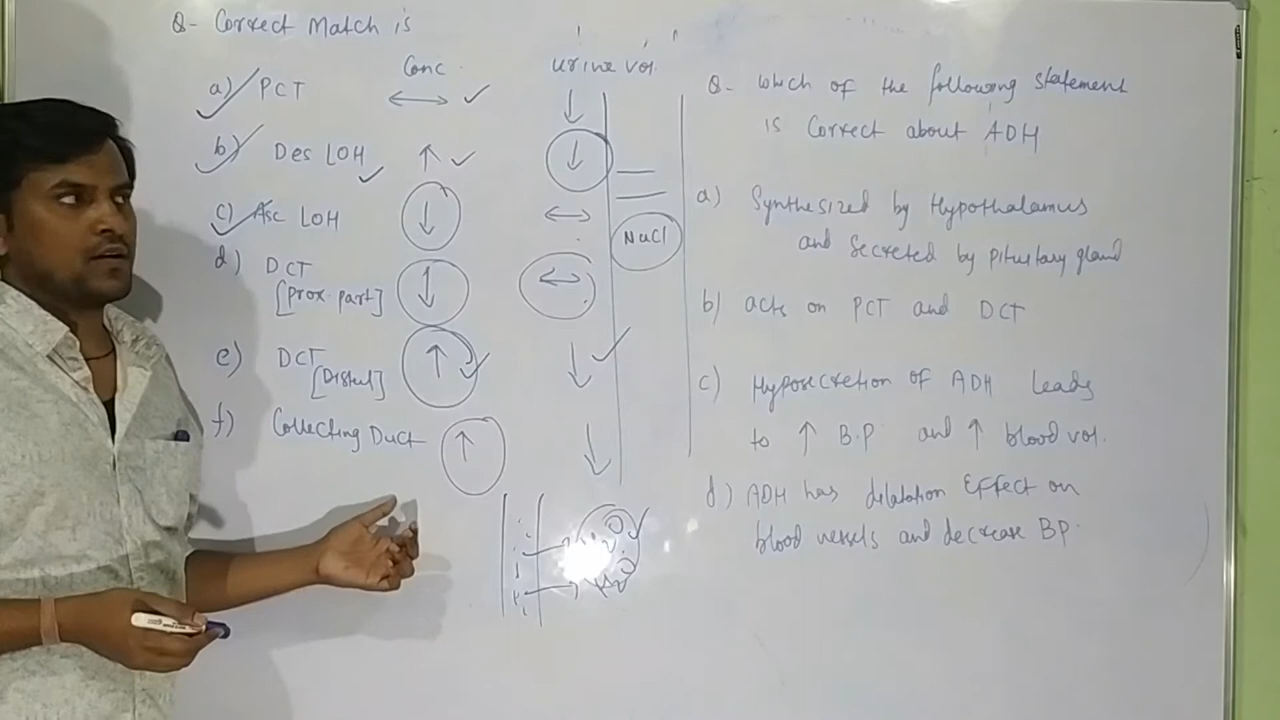 Q- Correct Match is
Conc. urine vol.
a) PCT ↔ ✓ ↓
b) Des LOH ↑ ✓ ↓
c) Asc LOH ↓ ↔
NaCl
d) DCT ↓ ↔
[prox. part]
e) DCT ↑ ✓ ↓ ✓
[Distal]
f) Collecting Duct ↑ ↓
Q- which of the following statement
is correct about ADH
a) Synthesized by Hypothalamus
and secreted by pituitary gland
b) acts on PCT and DCT
c) Hyposecretion of ADH Leads
to ↑ B.P and ↑ blood vol.
d) ADH has dilatation Effect on
blood vessels and decrease BP.